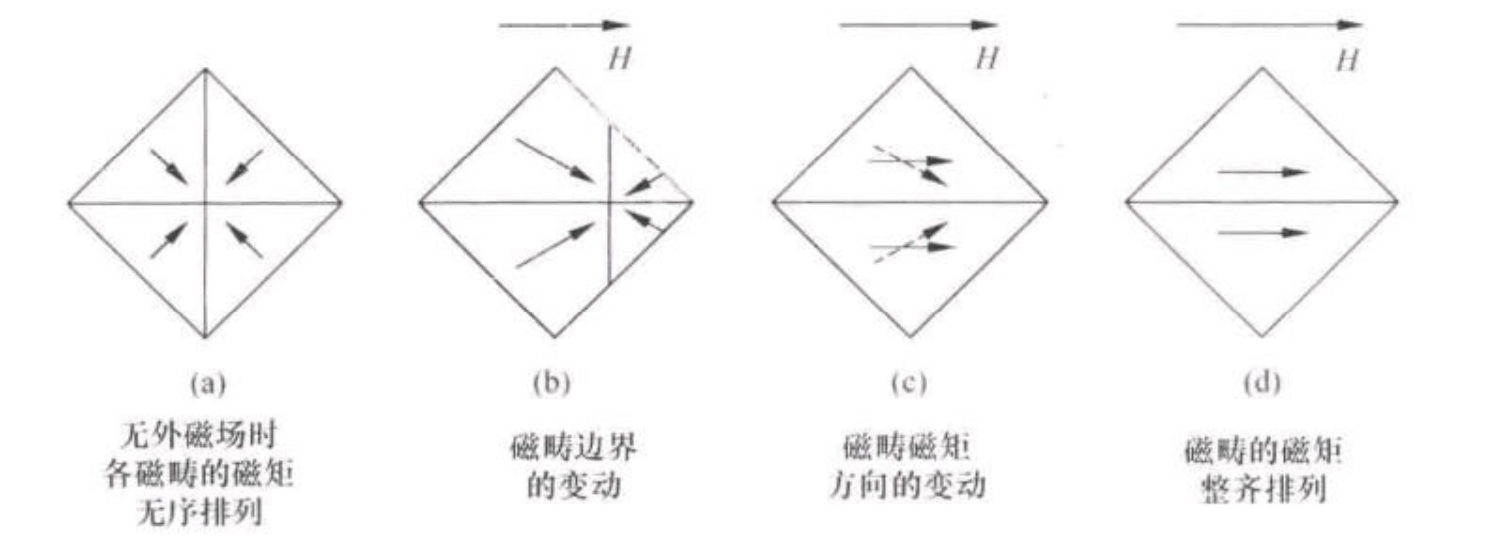 H
H
H
(a)
(b)
(c)
(d)
无外磁场时
各磁畴的磁矩
无序排列
磁畴边界
的变动
磁畴磁矩
方向的变动
磁畴的磁矩
整齐排列